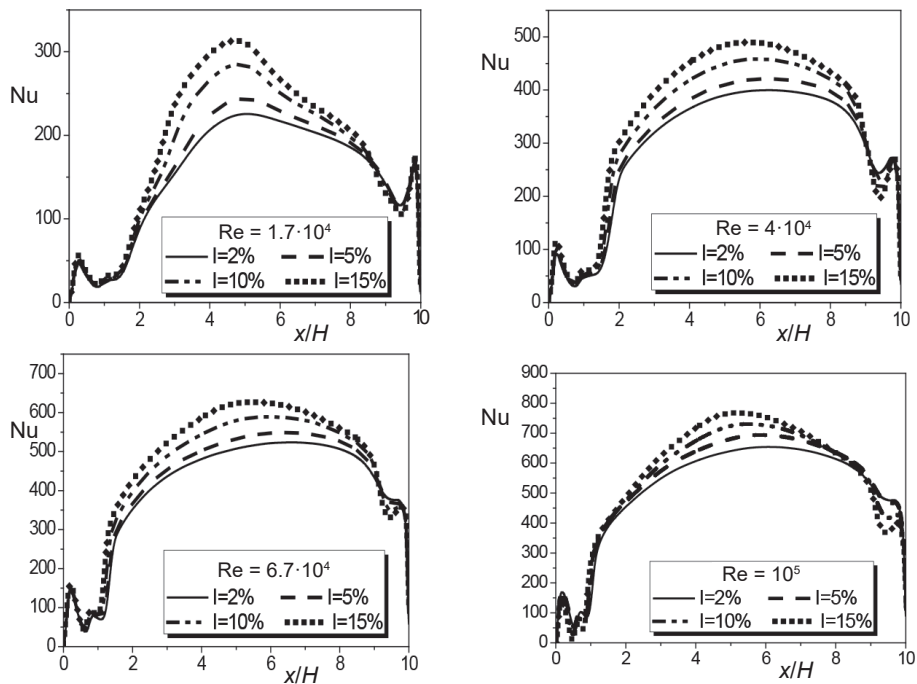 300
Nu
200
100
0
Re = 1.7·10⁴
I=2% I=5%
I=10% I=15%
0 2 4 6 8 10
x/H
500
Nu
400
300
200
100
0
Re = 4·10⁴
I=2% I=5%
I=10% I=15%
0 2 4 6 8 10
x/H
700
Nu
600
500
400
300
200
100
0
Re = 6.7·10⁴
I=2% I=5%
I=10% I=15%
0 2 4 6 8 10
x/H
900
800
Nu
700
600
500
400
300
200
100
0
Re = 10⁵
I=2% I=5%
I=10% I=15%
0 2 4 6 8 10
x/H